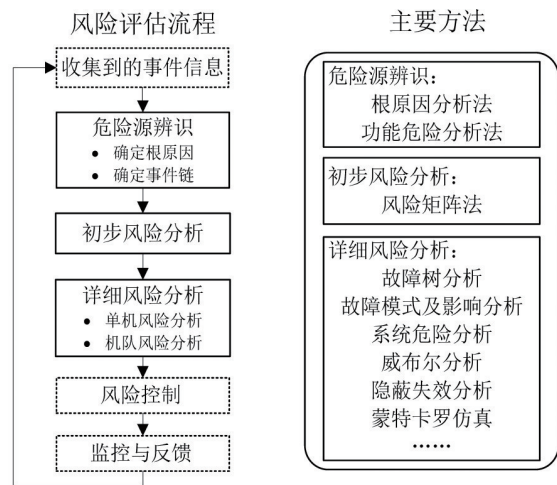 风险评估流程
收集到的事件信息
危险源辨识
● 确定根原因
● 确定事件链
初步风险分析
详细风险分析
● 单机风险分析
● 机队风险分析
风险控制
监控与反馈
主要方法
危险源辨识：
根原因分析法
功能危险分析法
初步风险分析：
风险矩阵法
详细风险分析：
故障树分析
故障模式及影响分析
系统危险分析
威布尔分析
隐蔽失效分析
蒙特卡罗仿真
……